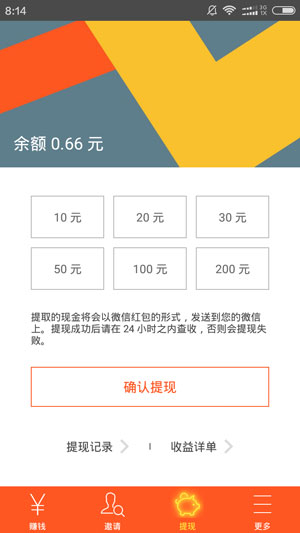 8:14
3G
1X
余额 0.66 元
10 元
20 元
30 元
50 元
100 元
200 元
提取的现金将会以微信红包的形式，发送到您的微信
上。提现成功后请在 24 小时之内查收，否则会提现失
败。
确认提现
提现记录
收益详单
赚钱
邀请
提现
更多